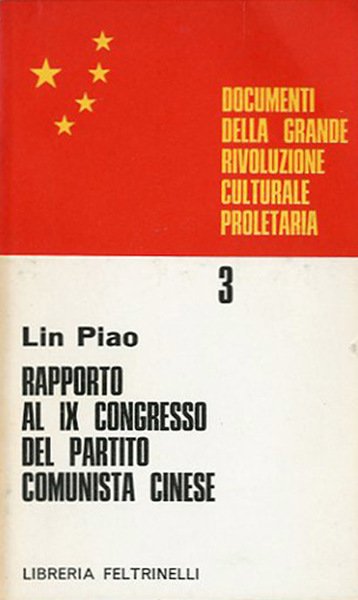 DOCUMENTI
DELLA GRANDE
RIVOLUZIONE
CULTURALE
PROLETARIA
3
Lin Piao
RAPPORTO
AL IX CONGRESSO
DEL PARTITO
COMUNISTA CINESE
LIBRERIA FELTRINELLI